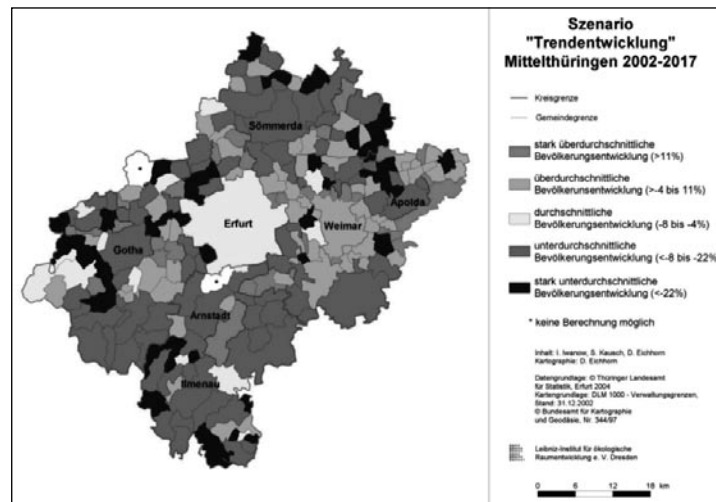 Szenario
"Trendentwicklung"
Mittelthüringen 2002-2017
Kreisgrenze
Gemeindegrenze
stark überdurchschnittliche
Bevölkerungsentwicklung (>11%)
überdurchschnittliche
Bevölkerunsentwicklung (>-4 bis 11%)
durchschnittliche
Bevölkerungsentwicklung (-8 bis -4%)
unterdurchschnittliche
Bevölkerungsentwicklung (<-8 bis -22%
stark unterdurchschnittliche
Bevölkerungsentwicklung (<-22%)
* keine Berechnung möglich
Inhalt: I. Iwanow, S. Kausch, D. Eichhorn
Kartographie: D. Eichhorn
Datengrundlage: © Thüringer Landesamt
für Statistik, Erfurt 2004
Kartengrundlage: DLM 1000 - Verwaltungsgrenzen,
Stand: 31.12.2002
© Bundesamt für Kartographie
und Geodäsie, Nr. 344/97
Leibniz-Institut für ökologische
Raumentwicklung e. V. Dresden
0 6 12 18 km
Sömmerda
Apolda
Erfurt
Weimar
Gotha
Arnstadt
Ilmenau